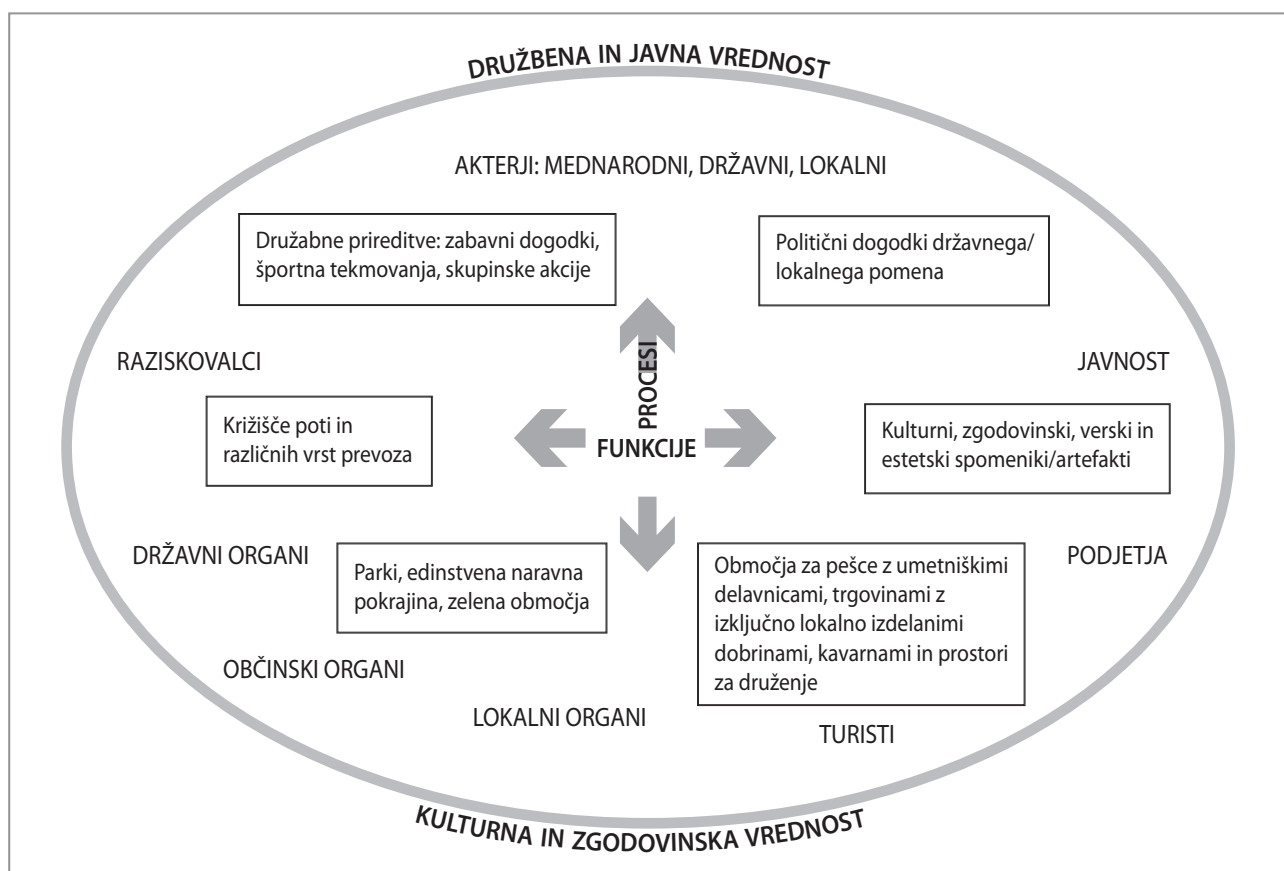 DRUŽBENA IN JAVNA VREDNOST
AKTERJI: MEDNARODNI, DRŽAVNI, LOKALNI
Družabne prireditve: zabavni dogodki,
športna tekmovanja, skupinske akcije
Politični dogodki državnega/
lokalnega pomena
RAZISKOVALCI
PROCESI
JAVNOST
Križišče poti in
različnih vrst prevoza
FUNKCIJE
Kulturni, zgodovinski, verski in
estetski spomeniki/artefakti
DRŽAVNI ORGANI
Parki, edinstvena naravna
pokrajina, zelena območja
Območja za pešce z umetniškimi
delavnicami, trgovinami z
izključno lokalno izdelanimi
dobrinami, kavarnami in prostori
za druženje
PODJETJA
OBČINSKI ORGANI
LOKALNI ORGANI
TURISTI
KULTURNA IN ZGODOVINSKA VREDNOST